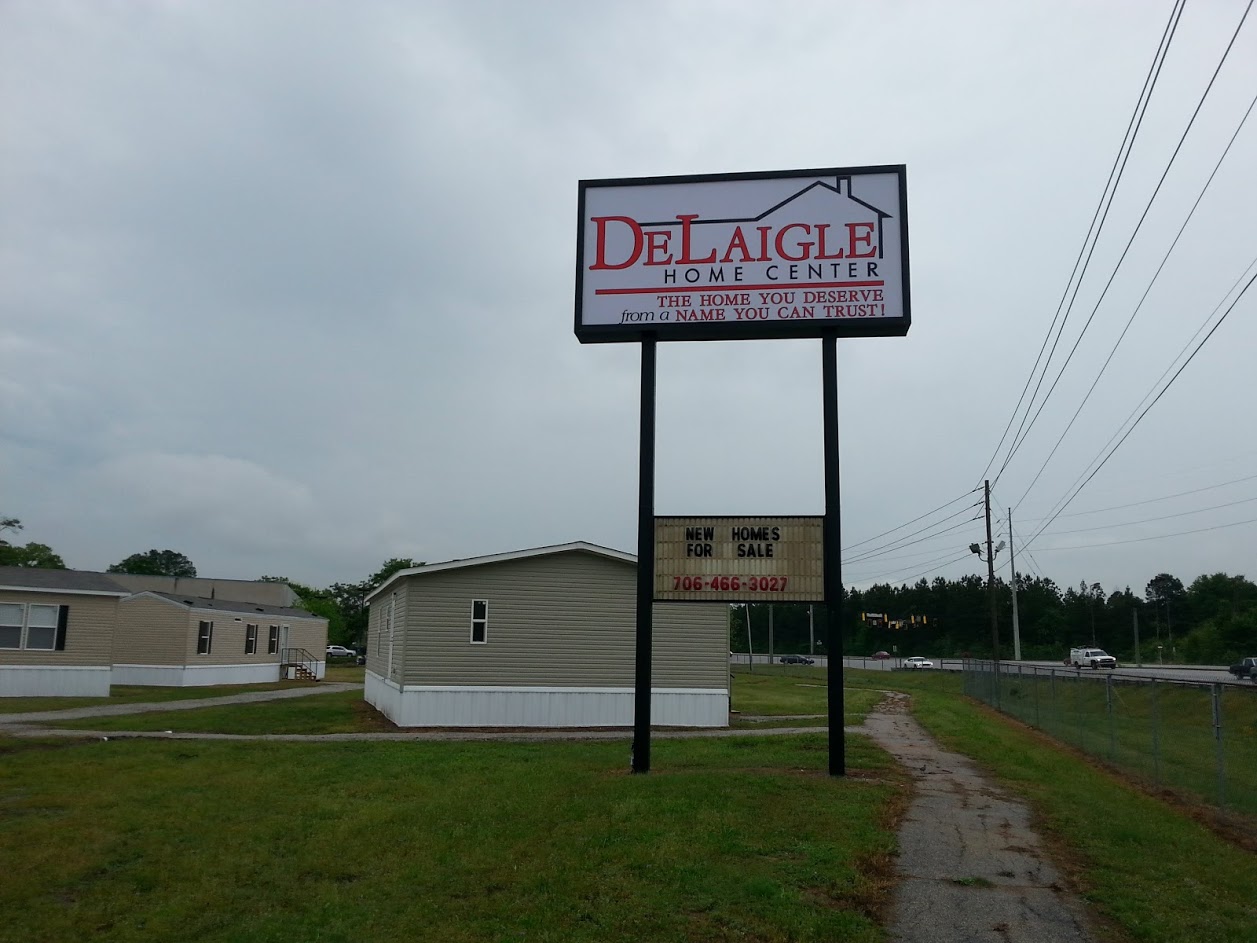 DELAIGLE
HOME CENTER
THE HOME YOU DESERVE
from a NAME YOU CAN TRUST!
NEW HOMES
FOR SALE
706-466-3027